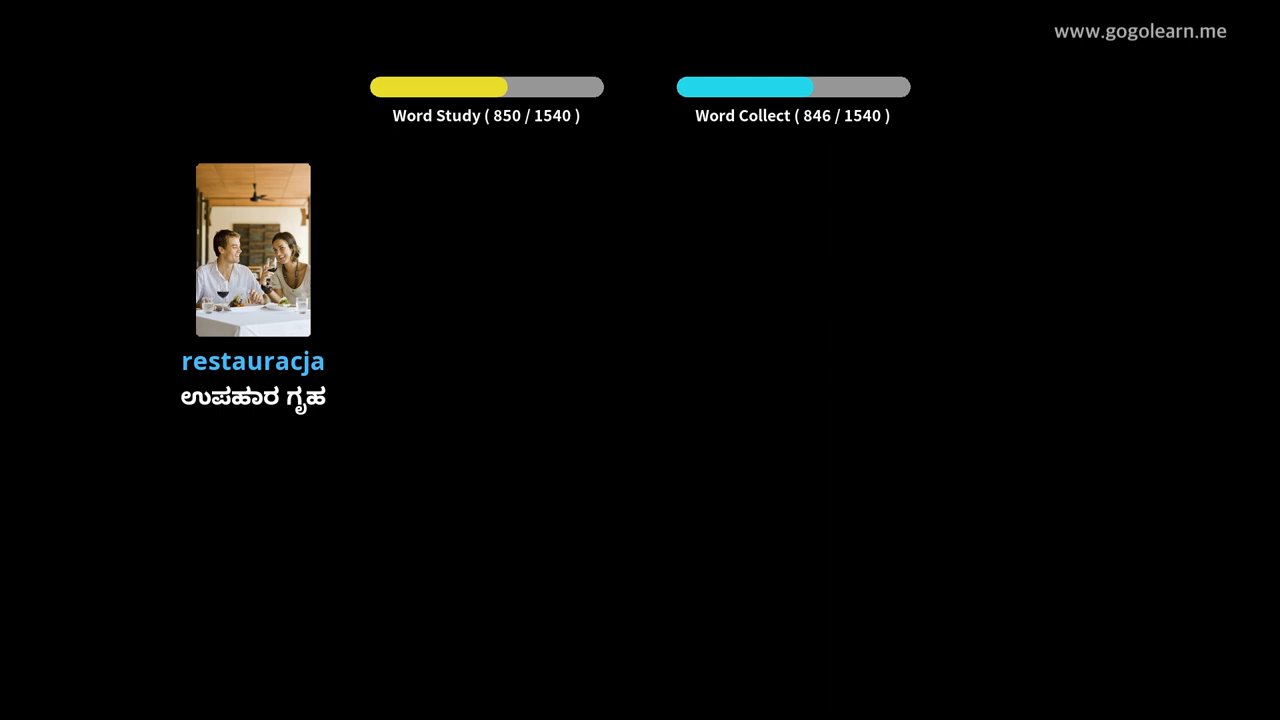 www.gogolearn.me
Word Study ( 850 / 1540 )
Word Collect ( 846 / 1540 )
restauracja
ಉಪಹಾರ ಗೃಹ